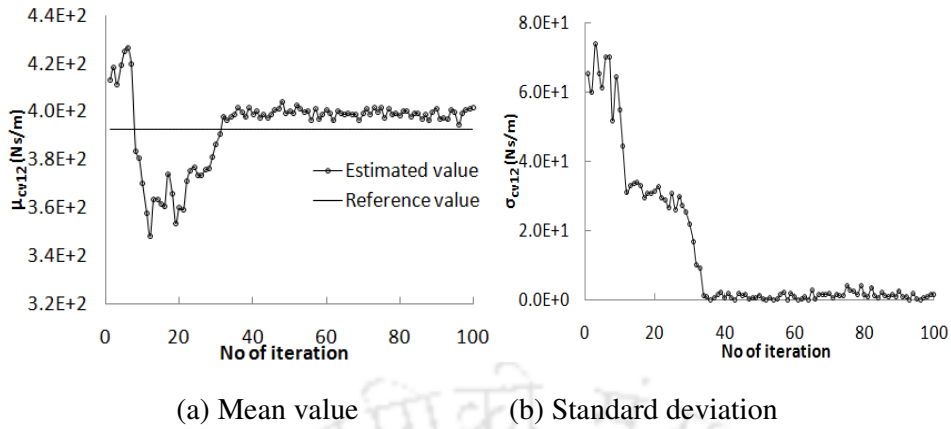 4.4E+2
4.2E+2
4.0E+2
3.8E+2
3.6E+2
3.4E+2
3.2E+2
μcv12 (Ns/m)
Estimated value
Reference value
0 20 40 60 80 100
No of iteration
8.0E+1
6.0E+1
4.0E+1
2.0E+1
0.0E+1
σcv12 (Ns/m)
0 20 40 60 80 100
No of iteration
(a) Mean value (b) Standard deviation